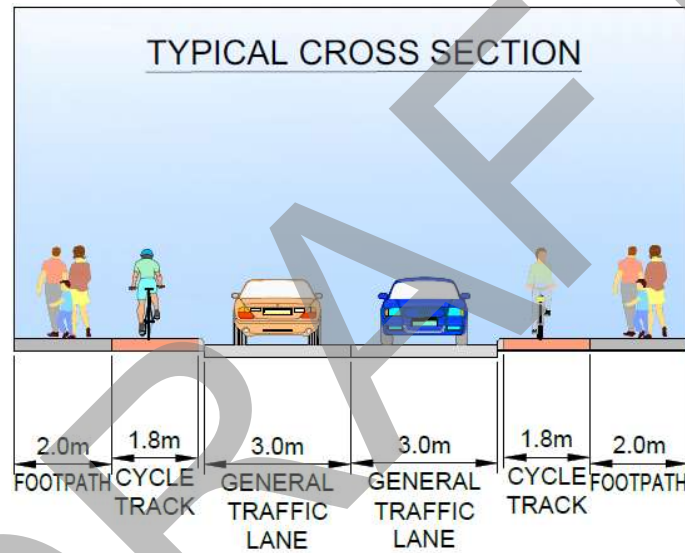 TYPICAL CROSS SECTION
2.0m
FOOTPATH
1.8m
CYCLE
TRACK
3.0m
GENERAL
TRAFFIC
LANE
3.0m
GENERAL
TRAFFIC
LANE
1.8m
CYCLE
TRACK
2.0m
FOOTPATH